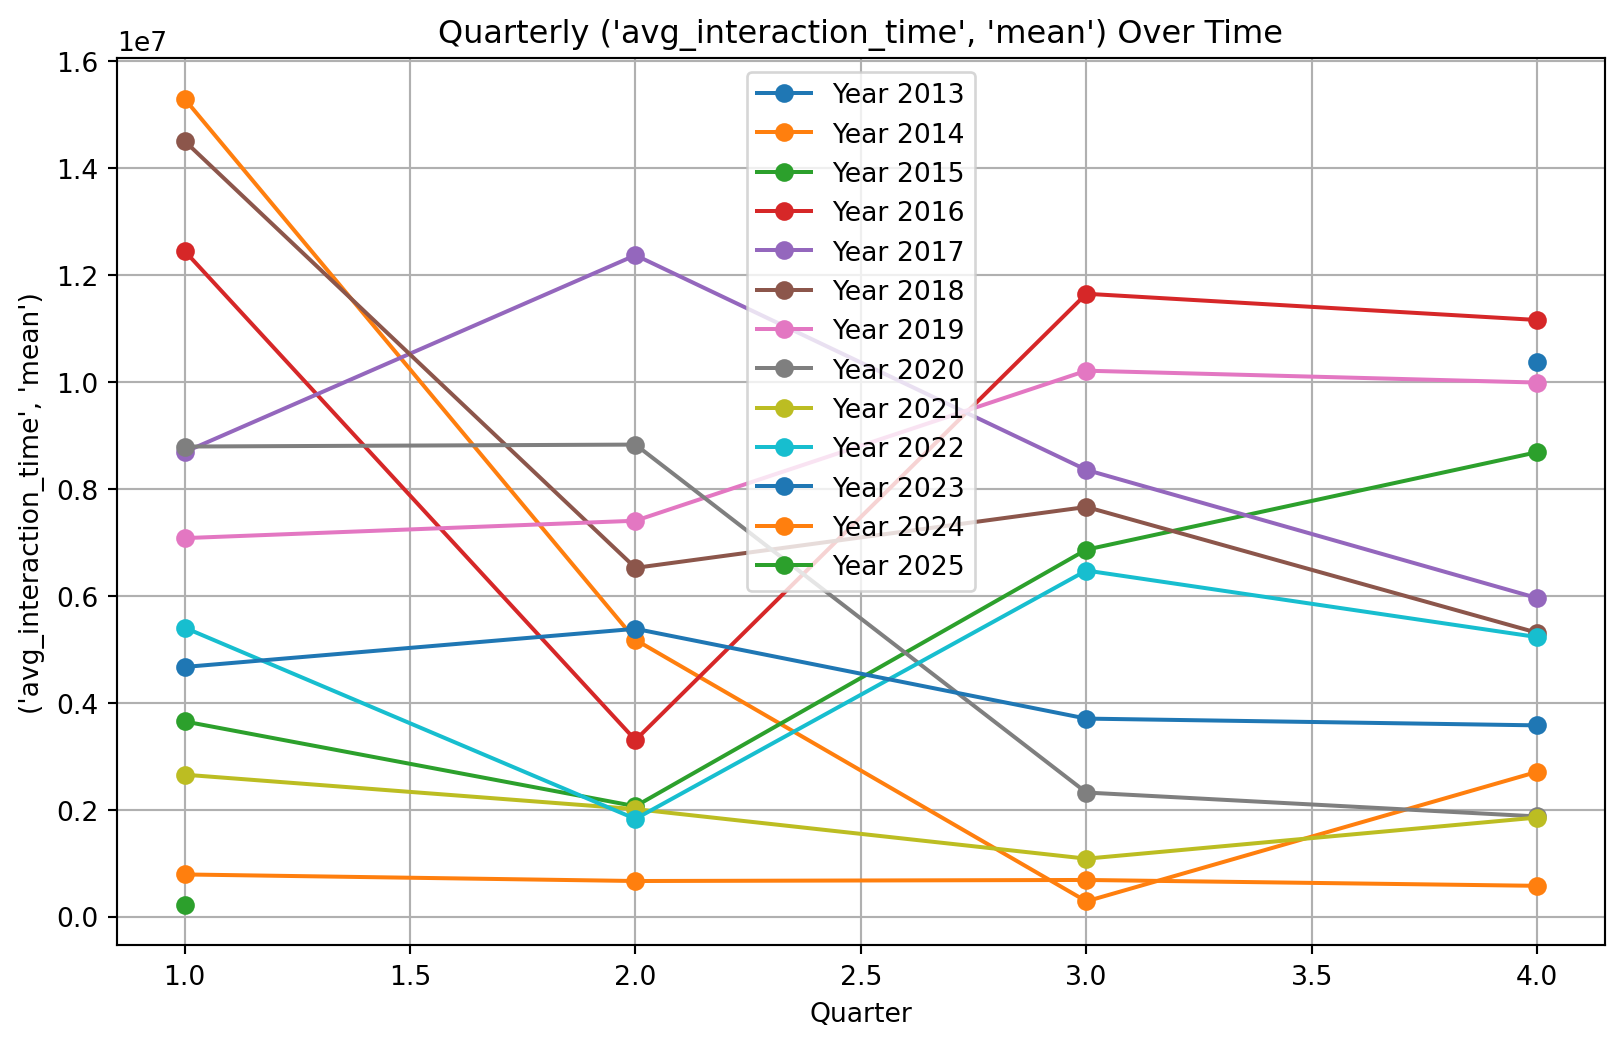 Quarterly ('avg_interaction_time', 'mean') Over Time
1e7
1.6
1.4
1.2
1.0
0.8
0.6
0.4
0.2
0.0
('avg_interaction_time', 'mean')
Year 2013
Year 2014
Year 2015
Year 2016
Year 2017
Year 2018
Year 2019
Year 2020
Year 2021
Year 2022
Year 2023
Year 2024
Year 2025
1.0 1.5 2.0 2.5 3.0 3.5 4.0
Quarter